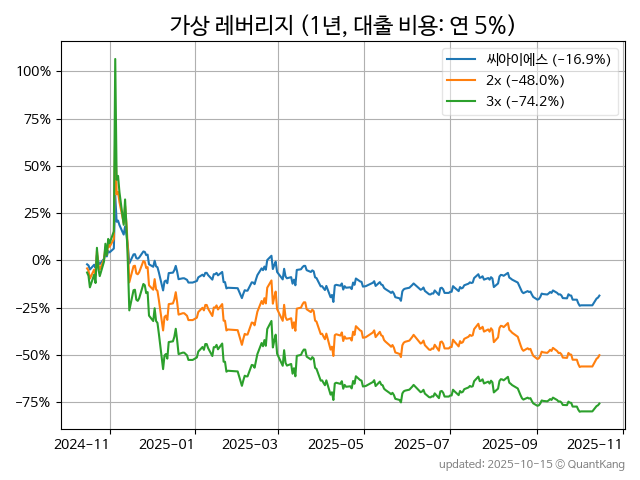 가상 레버리지 (1년, 대출 비용: 연 5%)
씨아이에스 (-16.9%)
2x (-48.0%)
3x (-74.2%)
100%
75%
50%
25%
0%
-25%
-50%
-75%
2024-11 2025-01 2025-03 2025-05 2025-07 2025-09 2025-11
updated: 2025-10-15 © QuantKang